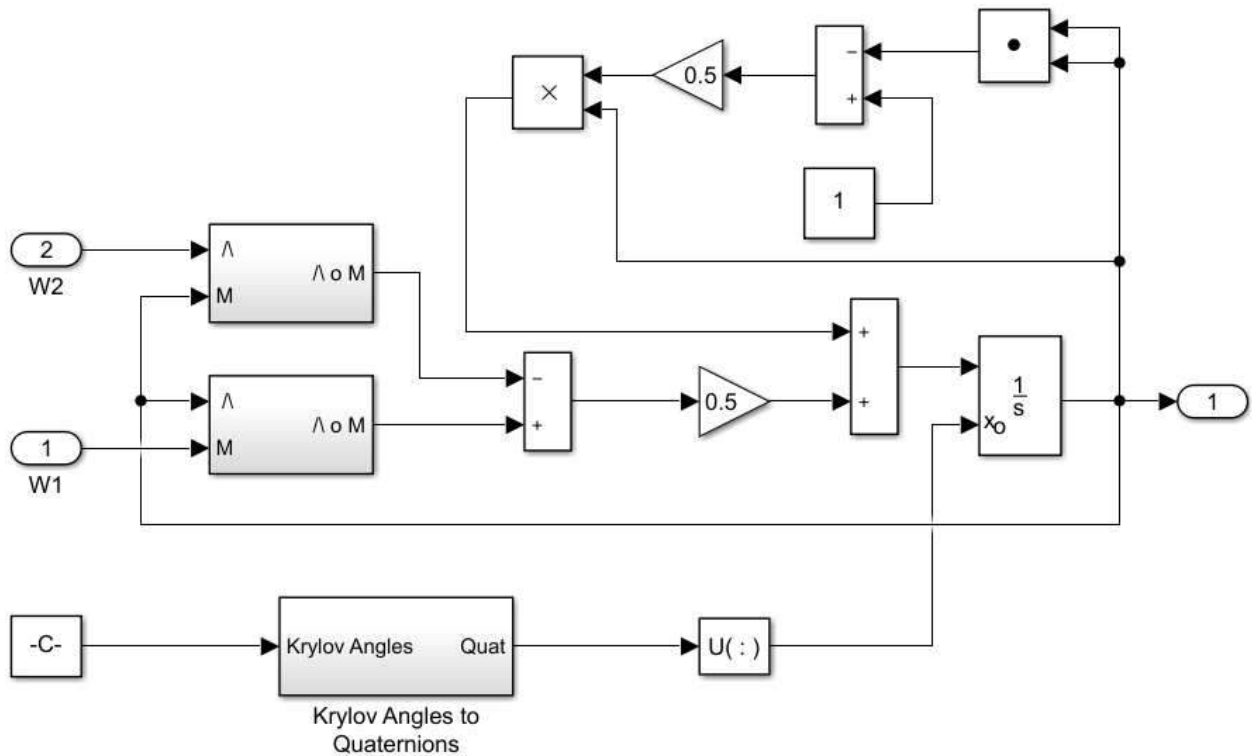 ×
0.5
−
+
•
1
2
W2
/\
M
/\ o M
1
W1
/\
M
/\ o M
−
+
0.5
+
+
1
s
xo
1
-C-
Krylov Angles
Quat
Krylov Angles to
Quaternions
U( : )